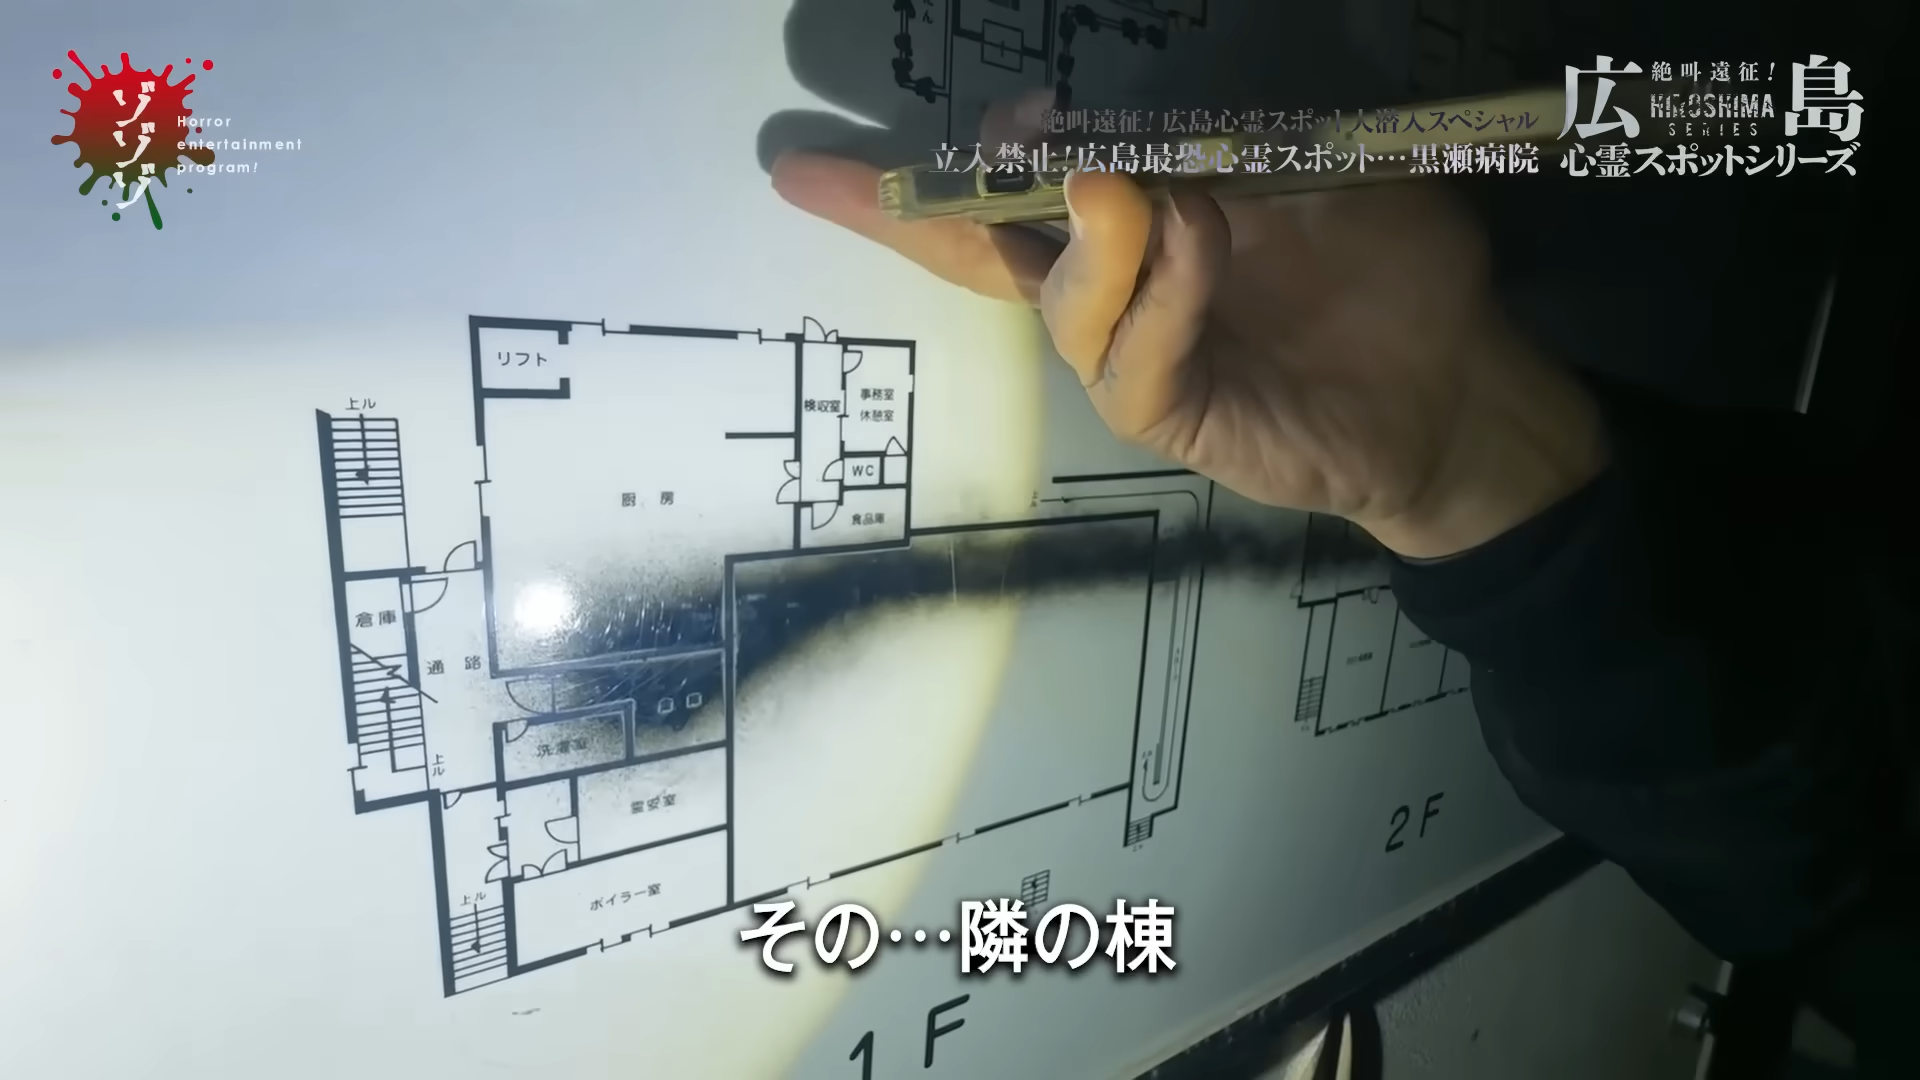 ゾゾゾ
Horror
entertainment
program!
絶叫遠征!広島心霊スポット大潜入スペシャル
立入禁止!広島最恐心霊スポット…黒瀬病院
広島
絶叫遠征!
HIROSHIMA
SERIES
心霊スポットシリーズ
リフト
上ル
検収室
事務室
休憩室
WC
厨 房
食品庫
倉庫
通 路
洗濯室
上ル
霊安室
ボイラー室
上ル
2F
その…隣の棟
1F